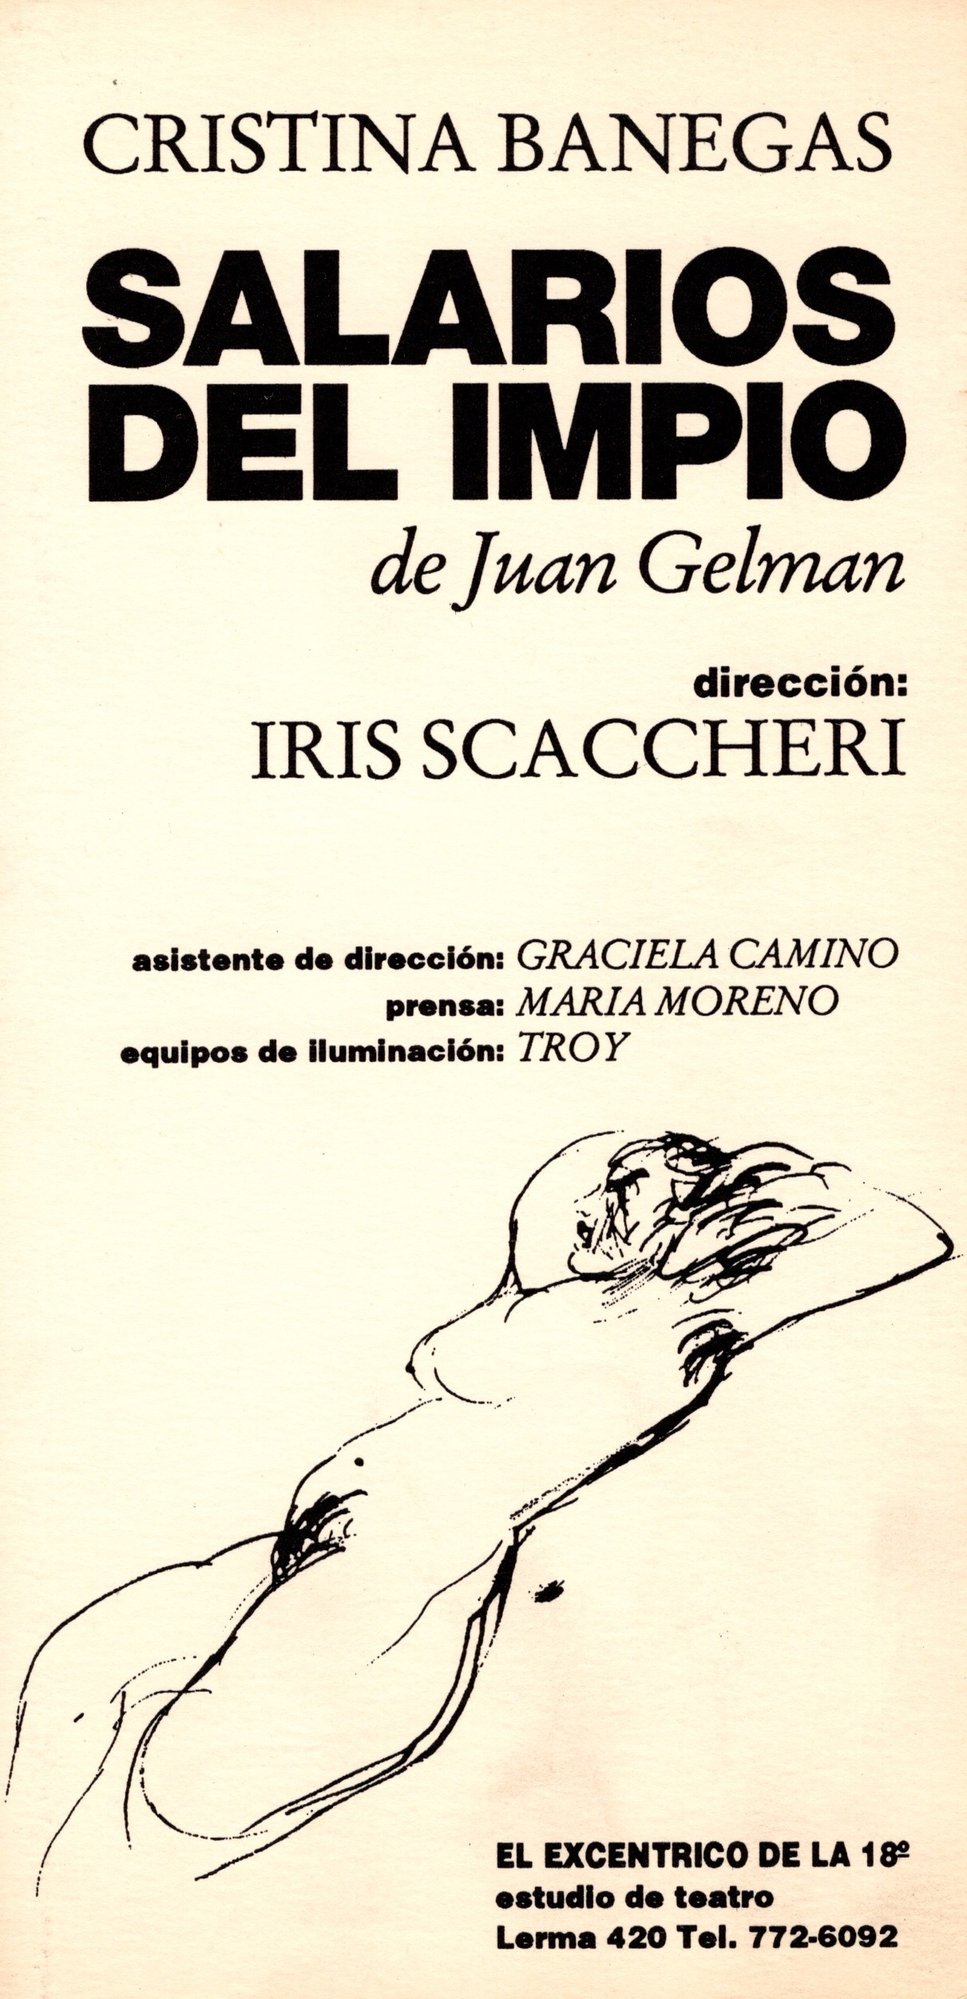 CRISTINA BANEGAS
SALARIOS
DEL IMPIO
de Juan Gelman
dirección:
IRIS SCACCHERI
asistente de dirección: GRACIELA CAMINO
prensa: MARIA MORENO
equipos de iluminación: TROY
EL EXCENTRICO DE LA 18º
estudio de teatro
Lerma 420 Tel. 772-6092